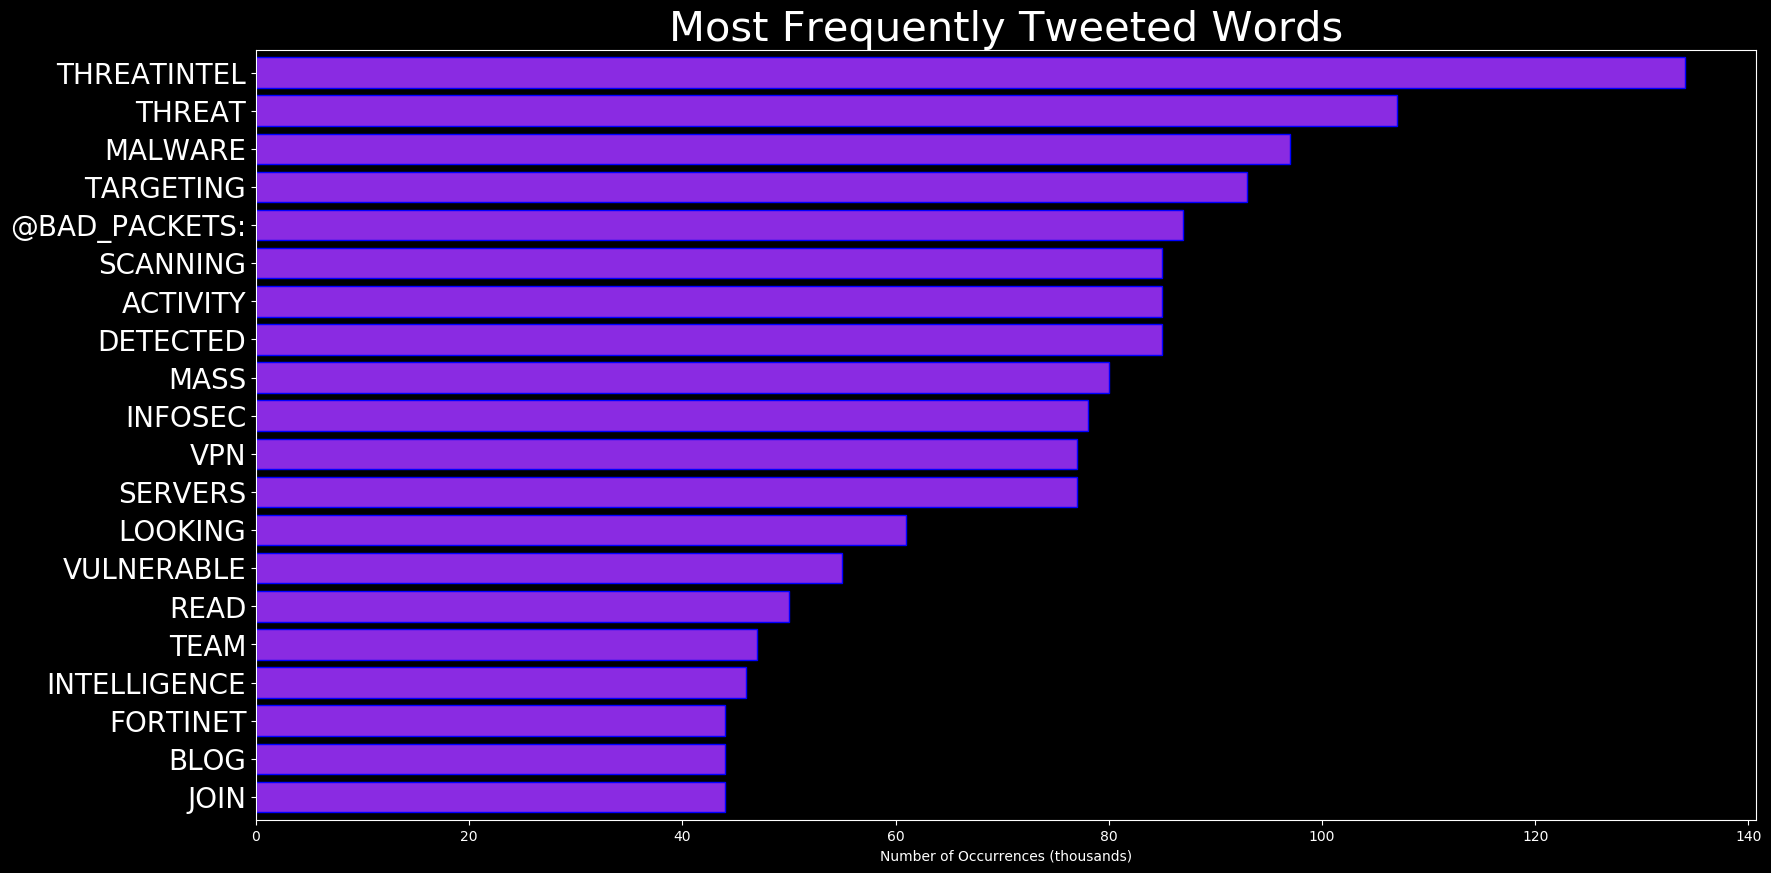 Most Frequently Tweeted Words
THREATINTEL
THREAT
MALWARE
TARGETING
@BAD_PACKETS:
SCANNING
ACTIVITY
DETECTED
MASS
INFOSEC
VPN
SERVERS
LOOKING
VULNERABLE
READ
TEAM
INTELLIGENCE
FORTINET
BLOG
JOIN
0 20 40 60 80 100 120 140
Number of Occurrences (thousands)